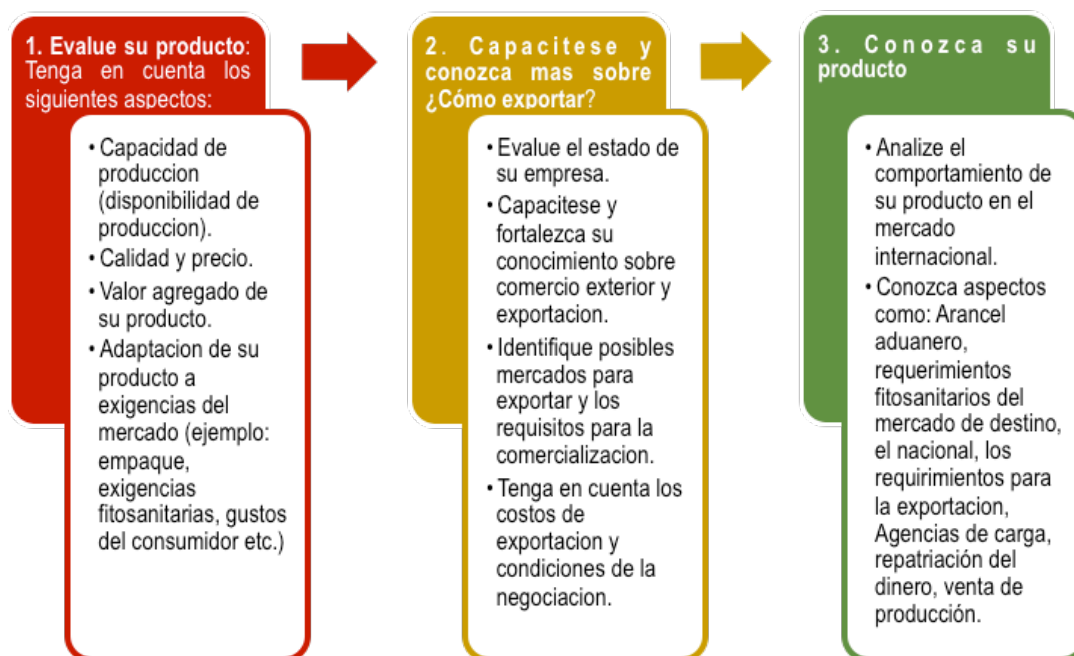 1. Evalue su producto:
Tenga en cuenta los
siguientes aspectos:
• Capacidad de
produccion
(disponibilidad de
produccion).
• Calidad y precio.
• Valor agregado de
su producto.
• Adaptacion de su
producto a
exigencias del
mercado (ejemplo:
empaque,
exigencias
fitosanitarias, gustos
del consumidor etc.)
2. Capacitese y
conozca mas sobre
¿Cómo exportar?
• Evalue el estado de
su empresa.
• Capacitese y
fortalezca su
conocimiento sobre
comercio exterior y
exportacion.
• Identifique posibles
mercados para
exportar y los
requisitos para la
comercializacion.
• Tenga en cuenta los
costos de
exportacion y
condiciones de la
negociacion.
3. Conozca su
producto
• Analize el
comportamiento de
su producto en el
mercado
internacional.
• Conozca aspectos
como: Arancel
aduanero,
requerimientos
fitosanitarios del
mercado de destino,
el nacional, los
requirimientos para
la exportacion,
Agencias de carga,
repatriación del
dinero, venta de
producción.